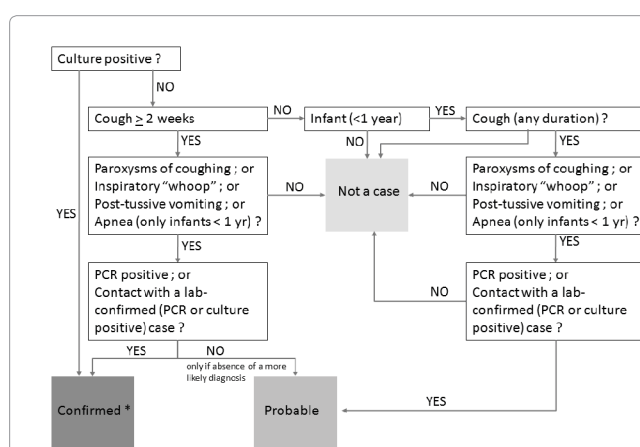 Culture positive ?
NO
Cough ≥ 2 weeks
NO
Infant (<1 year)
YES
Cough (any duration) ?
YES
NO
YES
Paroxysms of coughing ; or
Inspiratory “whoop” ; or
Post-tussive vomiting ; or
Apnea (only infants < 1 yr) ?
NO
Not a case
NO
Paroxysms of coughing ; or
Inspiratory “whoop” ; or
Post-tussive vomiting ; or
Apnea (only infants < 1 yr) ?
YES
YES
YES
PCR positive ; or
Contact with a lab-
confirmed (PCR or culture
positive) case ?
NO
PCR positive ; or
Contact with a lab-
confirmed (PCR or culture
positive) case ?
YES
NO
only if absence of a more
likely diagnosis
Confirmed *
Probable
YES